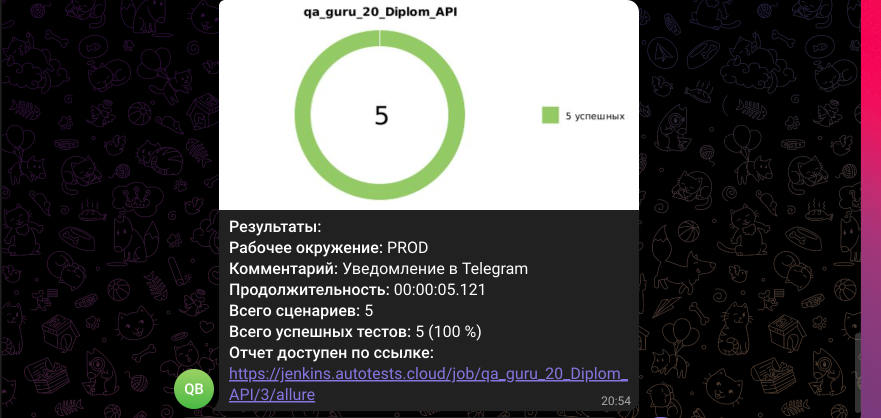 qa_guru_20_Diplom_API
5
5 успешных
Результаты:
Рабочее окружение: PROD
Комментарий: Уведомление в Telegram
Продолжительность: 00:00:05.121
Всего сценариев: 5
Всего успешных тестов: 5 (100 %)
Отчет доступен по ссылке:
https://jenkins.autotests.cloud/job/qa_guru_20_Diplom_
API/3/allure
QB
20:54